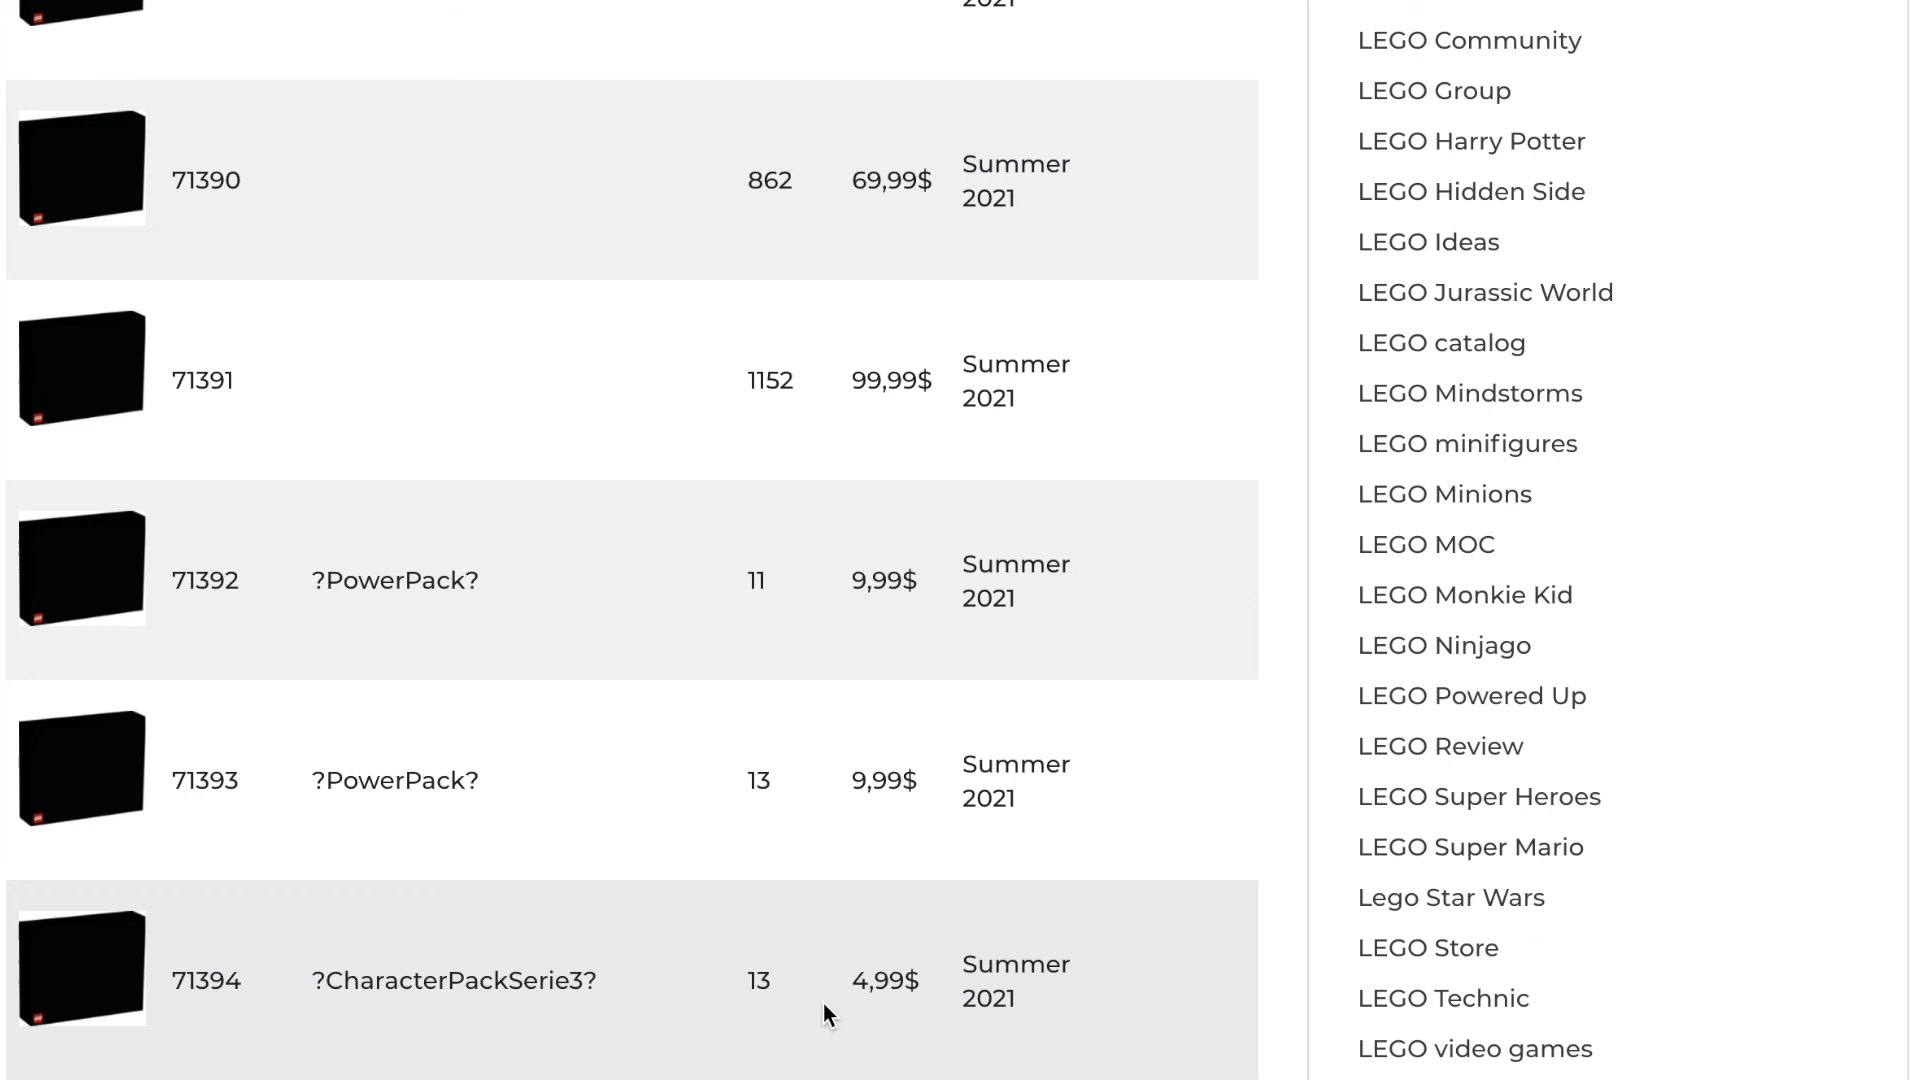 2021
71390 862 69,99$ Summer
2021
71391 1152 99,99$ Summer
2021
71392 ?PowerPack? 11 9,99$ Summer
2021
71393 ?PowerPack? 13 9,99$ Summer
2021
71394 ?CharacterPackSerie3? 13 4,99$ Summer
2021
LEGO Community
LEGO Group
LEGO Harry Potter
LEGO Hidden Side
LEGO Ideas
LEGO Jurassic World
LEGO catalog
LEGO Mindstorms
LEGO minifigures
LEGO Minions
LEGO MOC
LEGO Monkie Kid
LEGO Ninjago
LEGO Powered Up
LEGO Review
LEGO Super Heroes
LEGO Super Mario
Lego Star Wars
LEGO Store
LEGO Technic
LEGO video games